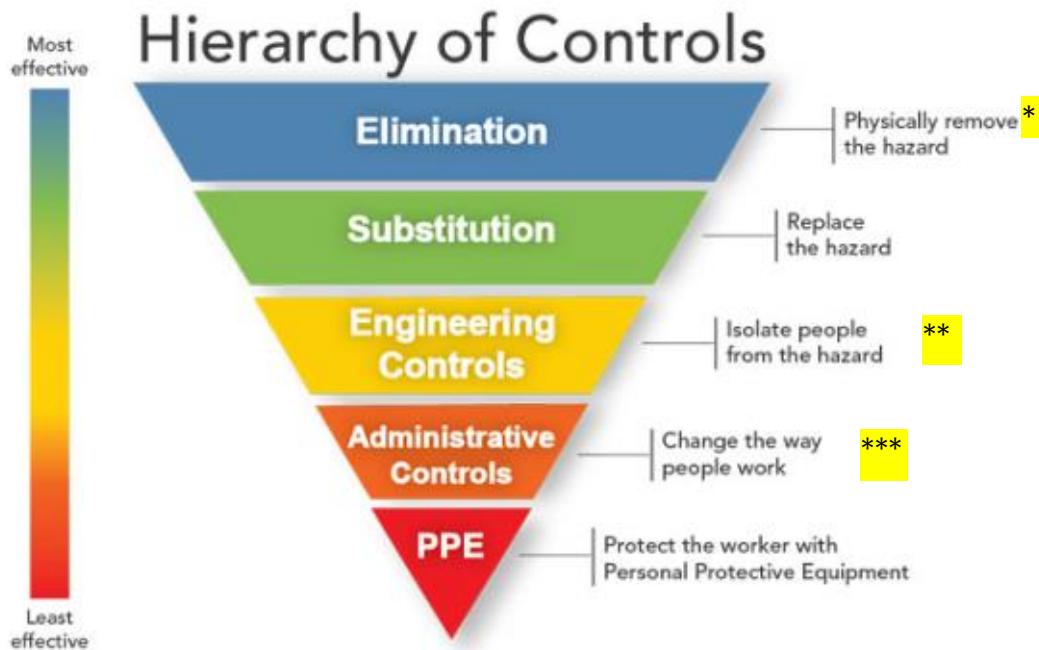 Hierarchy of Controls
Most
effective
Elimination
Physically remove *
the hazard
Substitution
Replace
the hazard
Engineering
Controls
Isolate people **
from the hazard
Administrative
Controls
Change the way ***
people work
PPE
Protect the worker with
Personal Protective Equipment
Least
effective